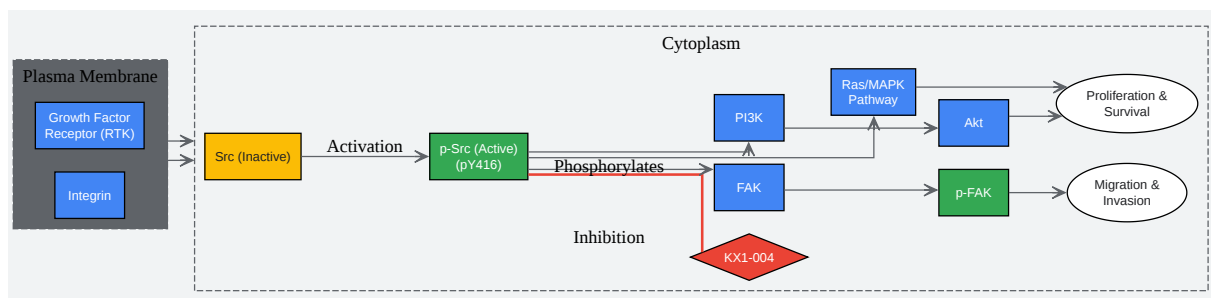 Cytoplasm
Plasma Membrane
Growth Factor
Receptor (RTK)
Integrin
Src (Inactive)
Activation
p-Src (Active)
(pY416)
Phosphorylates
Inhibition
PI3K
FAK
KX1-004
Ras/MAPK
Pathway
Akt
p-FAK
Proliferation &
Survival
Migration &
Invasion